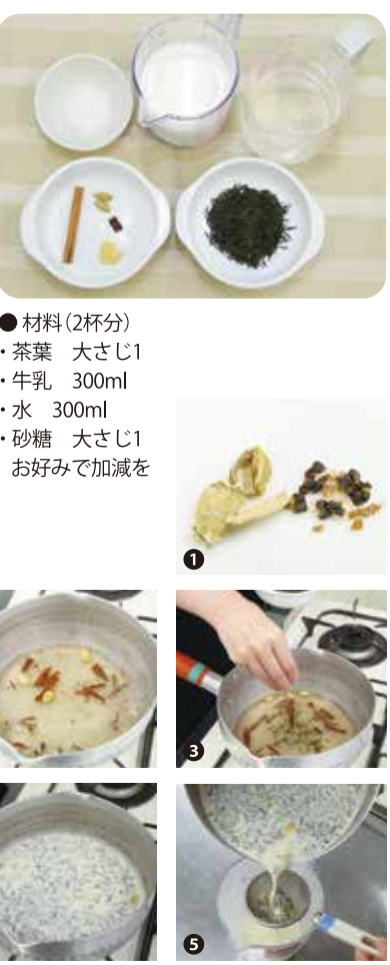 ● 材料(2杯分)
・茶葉　大さじ1
・牛乳　300ml
・水　300ml
・砂糖　大さじ1
お好みで加減を
❶
❸
❺